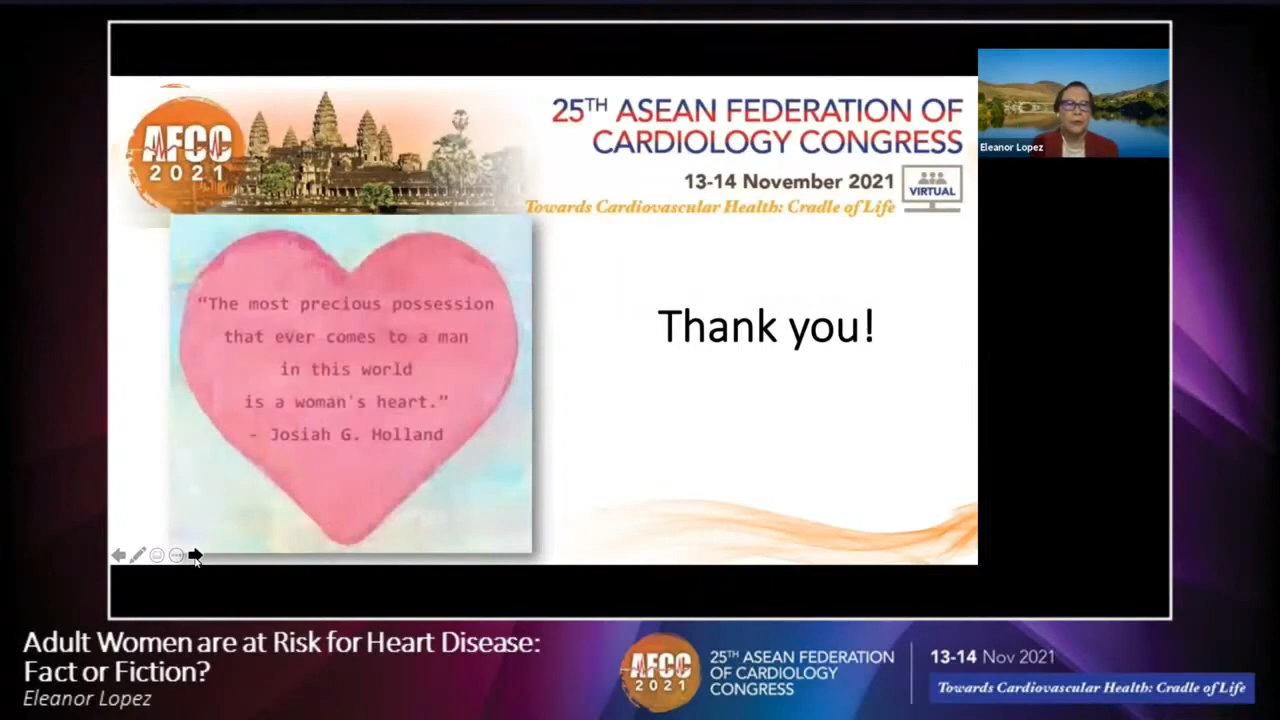 AFCC
2021
25TH ASEAN FEDERATION OF
CARDIOLOGY CONGRESS
13-14 November 2021
VIRTUAL
Towards Cardiovascular Health: Cradle of Life
Eleanor Lopez
“The most precious possession
that ever comes to a man
in this world
is a woman's heart.”
- Josiah G. Holland
Thank you!
Adult Women are at Risk for Heart Disease:
Fact or Fiction?
Eleanor Lopez
AFCC
2021
25TH ASEAN FEDERATION
OF CARDIOLOGY
CONGRESS
13-14 Nov 2021
Towards Cardiovascular Health: Cradle of Life